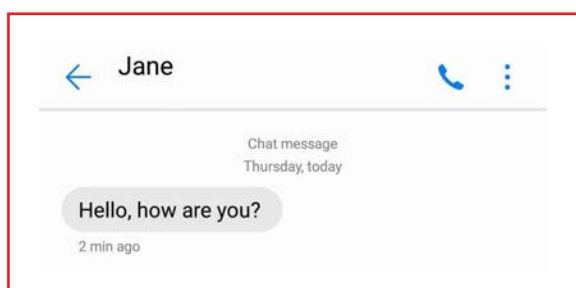 Jane
Chat message
Thursday, today
Hello, how are you?
2 min ago